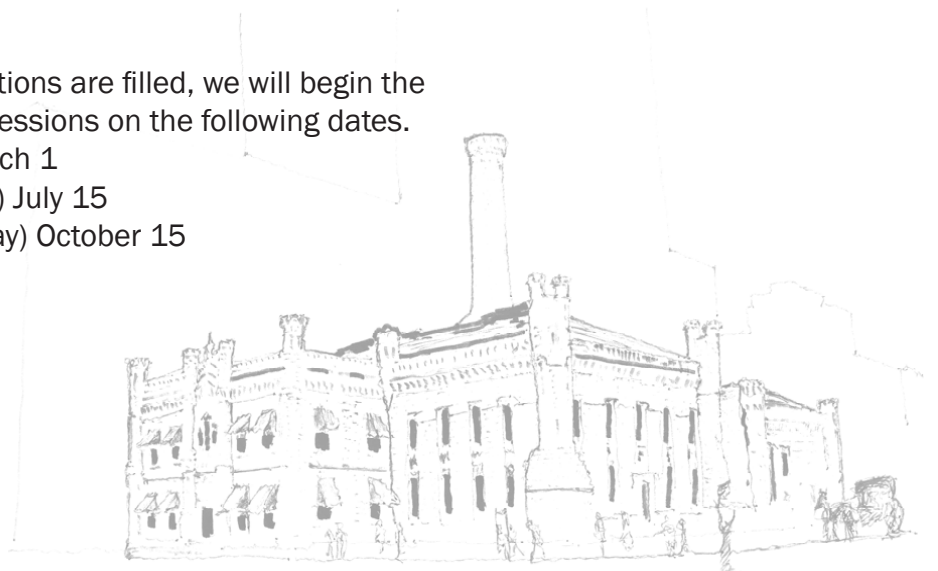 tions are filled, we will begin the
essions on the following dates.
ch 1
) July 15
ay) October 15